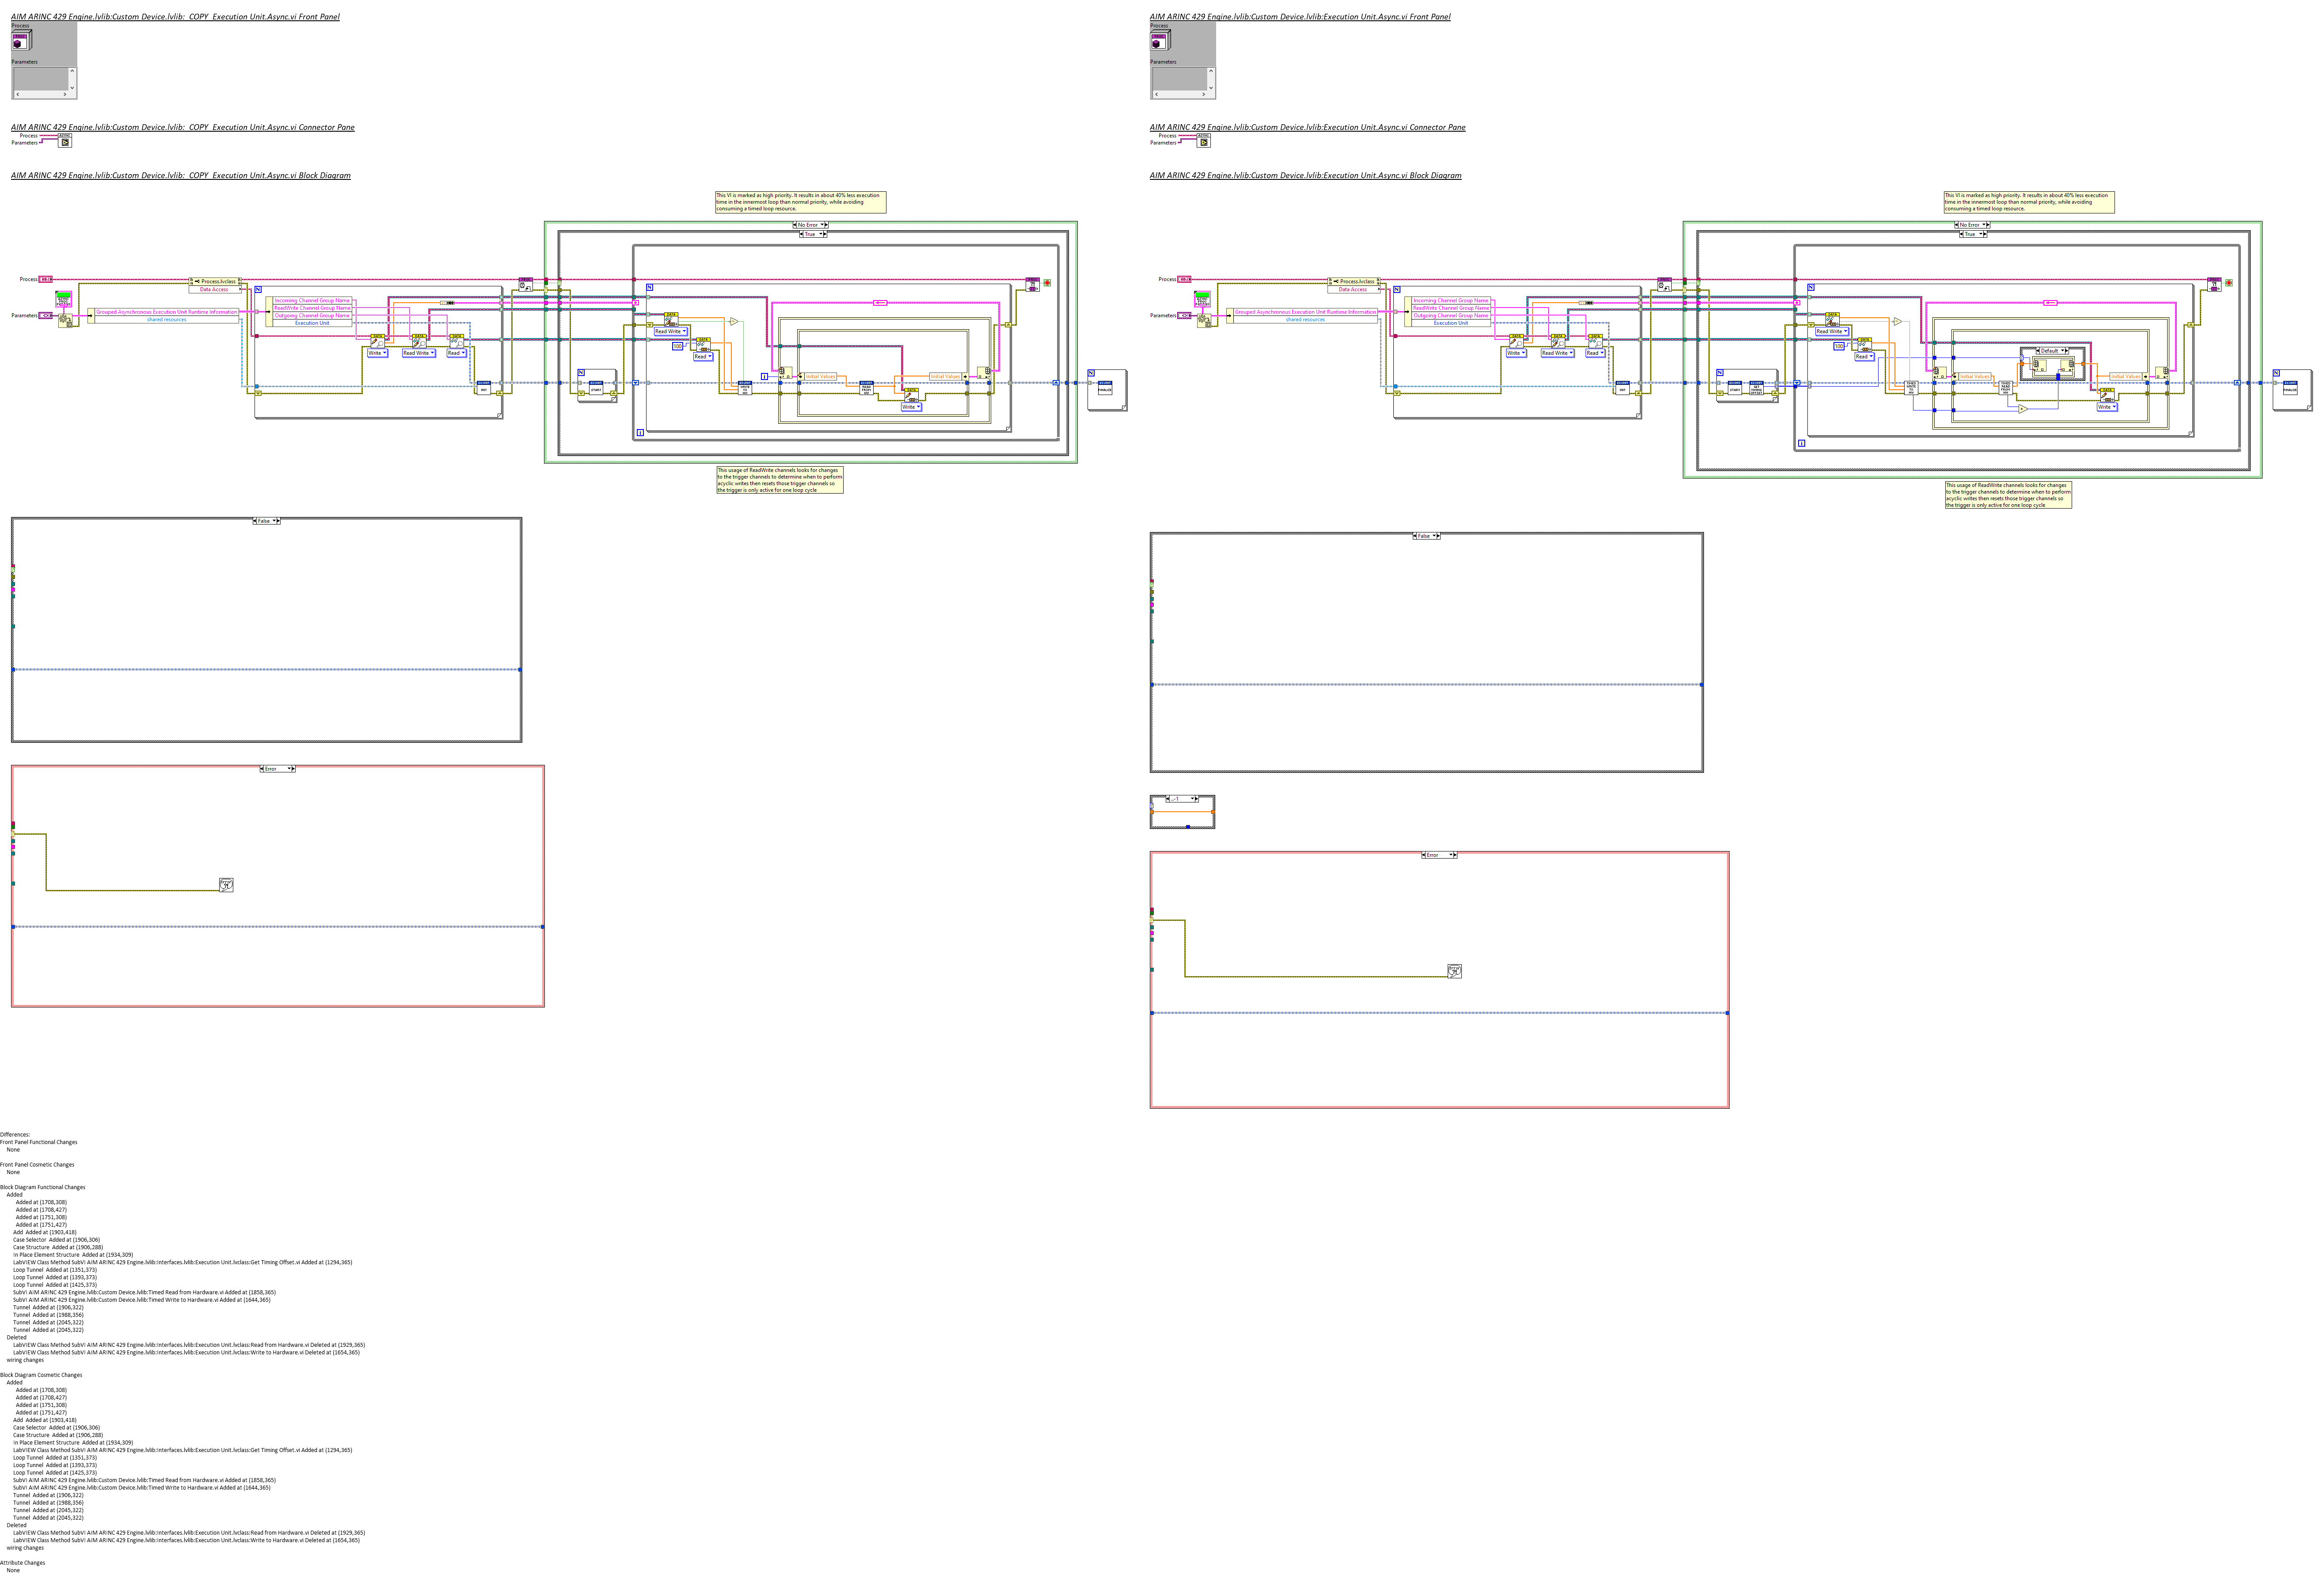 AIM ARINC 429 Engine.lvlib:Custom Device.lvlib:_COPY_Execution Unit.Async.vi Front Panel
Process
Parameters
AIM ARINC 429 Engine.lvlib:Custom Device.lvlib:_COPY_Execution Unit.Async.vi Connector Pane
Process
Parameters
AIM ARINC 429 Engine.lvlib:Custom Device.lvlib:_COPY_Execution Unit.Async.vi Block Diagram
This VI is marked as high priority. It results in about 40% less execution
time in the innermost loop than normal priority, while avoiding
consuming a timed loop resource.
No Error
True
Process
Process.lvclass
Data Access
Parameters
Grouped Asynchronous Execution Unit Runtime Information
shared resources
Incoming Channel Group Name
ReadWrite Channel Group Name
Outgoing Channel Group Name
Execution Unit
Write
Read Write
Read
Read Write
100
Read
Initial Values
Initial Values
Write
This usage of ReadWrite channels looks for changes
to the trigger channels to determine when to perform
acyclic writes then resets those trigger channels so
the trigger is only active for one loop cycle
False
Error
AIM ARINC 429 Engine.lvlib:Custom Device.lvlib:Execution Unit.Async.vi Front Panel
Process
Parameters
AIM ARINC 429 Engine.lvlib:Custom Device.lvlib:Execution Unit.Async.vi Connector Pane
Process
Parameters
AIM ARINC 429 Engine.lvlib:Custom Device.lvlib:Execution Unit.Async.vi Block Diagram
This VI is marked as high priority. It results in about 40% less execution
time in the innermost loop than normal priority, while avoiding
consuming a timed loop resource.
No Error
True
Process
Process.lvclass
Data Access
Parameters
Grouped Asynchronous Execution Unit Runtime Information
shared resources
Incoming Channel Group Name
ReadWrite Channel Group Name
Outgoing Channel Group Name
Execution Unit
Write
Read Write
Read
Read Write
100
Read
Default
Initial Values
Initial Values
Write
This usage of ReadWrite channels looks for changes
to the trigger channels to determine when to perform
acyclic writes then resets those trigger channels so
the trigger is only active for one loop cycle
False
..-1
Error
Differences:
Front Panel Functional Changes
None
Front Panel Cosmetic Changes
None
Block Diagram Functional Changes
Added
Added at (1708,308)
Added at (1708,427)
Added at (1751,308)
Added at (1751,427)
Add Added at (1903,418)
Case Selector Added at (1906,306)
Case Structure Added at (1906,288)
In Place Element Structure Added at (1934,309)
LabVIEW Class Method SubVI AIM ARINC 429 Engine.lvlib:Interfaces.lvlib:Execution Unit.lvclass:Get Timing Offset.vi Added at (1294,365)
Loop Tunnel Added at (1351,373)
Loop Tunnel Added at (1393,373)
Loop Tunnel Added at (1425,373)
SubVI AIM ARINC 429 Engine.lvlib:Custom Device.lvlib:Timed Read from Hardware.vi Added at (1858,365)
SubVI AIM ARINC 429 Engine.lvlib:Custom Device.lvlib:Timed Write to Hardware.vi Added at (1644,365)
Tunnel Added at (1906,322)
Tunnel Added at (1988,356)
Tunnel Added at (2045,322)
Tunnel Added at (2045,322)
Deleted
LabVIEW Class Method SubVI AIM ARINC 429 Engine.lvlib:Interfaces.lvlib:Execution Unit.lvclass:Read from Hardware.vi Deleted at (1929,365)
LabVIEW Class Method SubVI AIM ARINC 429 Engine.lvlib:Interfaces.lvlib:Execution Unit.lvclass:Write to Hardware.vi Deleted at (1654,365)
wiring changes
Block Diagram Cosmetic Changes
Added
Added at (1708,308)
Added at (1708,427)
Added at (1751,308)
Added at (1751,427)
Add Added at (1903,418)
Case Selector Added at (1906,306)
Case Structure Added at (1906,288)
In Place Element Structure Added at (1934,309)
LabVIEW Class Method SubVI AIM ARINC 429 Engine.lvlib:Interfaces.lvlib:Execution Unit.lvclass:Get Timing Offset.vi Added at (1294,365)
Loop Tunnel Added at (1351,373)
Loop Tunnel Added at (1393,373)
Loop Tunnel Added at (1425,373)
SubVI AIM ARINC 429 Engine.lvlib:Custom Device.lvlib:Timed Read from Hardware.vi Added at (1858,365)
SubVI AIM ARINC 429 Engine.lvlib:Custom Device.lvlib:Timed Write to Hardware.vi Added at (1644,365)
Tunnel Added at (1906,322)
Tunnel Added at (1988,356)
Tunnel Added at (2045,322)
Tunnel Added at (2045,322)
Deleted
LabVIEW Class Method SubVI AIM ARINC 429 Engine.lvlib:Interfaces.lvlib:Execution Unit.lvclass:Read from Hardware.vi Deleted at (1929,365)
LabVIEW Class Method SubVI AIM ARINC 429 Engine.lvlib:Interfaces.lvlib:Execution Unit.lvclass:Write to Hardware.vi Deleted at (1654,365)
wiring changes
Attribute Changes
None